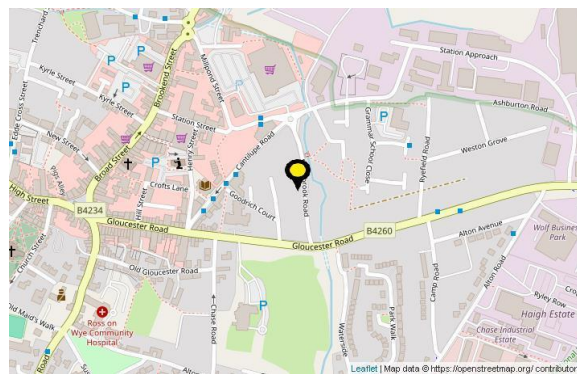 Trenchard
Kyrle Street
Kyrle Street
Edde Cross Street
New Street
Brookend Street
Millpond Street
Station Street
Broad Street
Henry Street
Cantilupe Road
Crofts Lane
Goodrich Court
Hill Street
High Street
B4234
Gloucester Road
Gloucester Road
B4260
Church Street
Old Gloucester Road
Old Maid's Walk
Ross on
Wye Community
Hospital
Road
Chase Road
Waterside
Park Walk
Camp Road
Alton Avenue
Alton Road
Wolf Business
Park
Haigh Estate
Ryley Row
Chase Industrial
Estate
Station Approach
Ashburton Road
Grammar School Close
Ryefield Road
Weston Grove
Leaflet | Map data © https://openstreetmap.org/ contributor